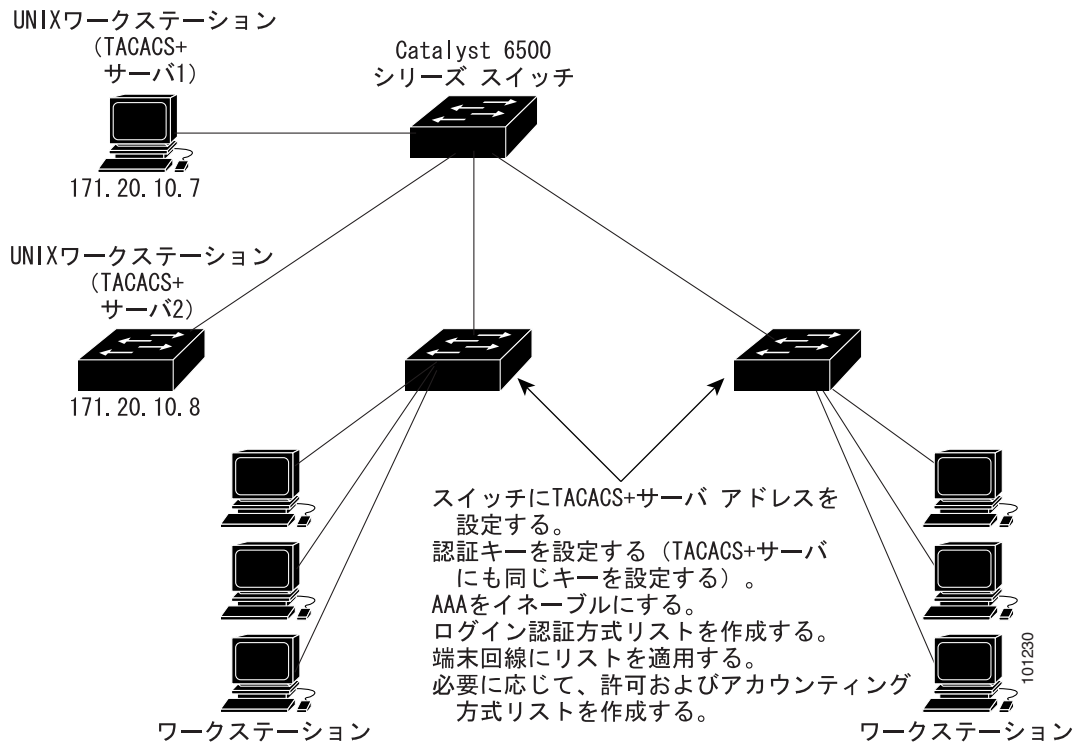 UNIXワークステーション
(TACACS+
サーバ1)
171.20.10.7
Catalyst 6500
シリーズ スイッチ
UNIXワークステーション
(TACACS+
サーバ2)
171.20.10.8
スイッチにTACACS+サーバ アドレスを
設定する。
認証キーを設定する（TACACS+サーバ
にも同じキーを設定する）。
AAAをイネーブルにする。
ログイン認証方式リストを作成する。
端末回線にリストを適用する。
必要に応じて、許可およびアカウンティング
方式リストを作成する。
ワークステーション
ワークステーション
101230